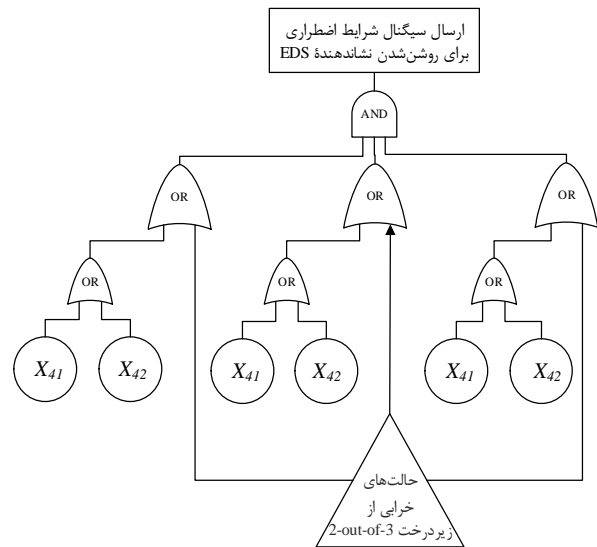 ارسال سیگنال شرایط اضطراری
برای روشن‌شدن نشاندهندۀ EDS
AND
OR
OR
OR
OR
OR
OR
X41
X42
X41
X42
X41
X42
حالت‌های
خرابی از
زیردرخت 2-out-of-3